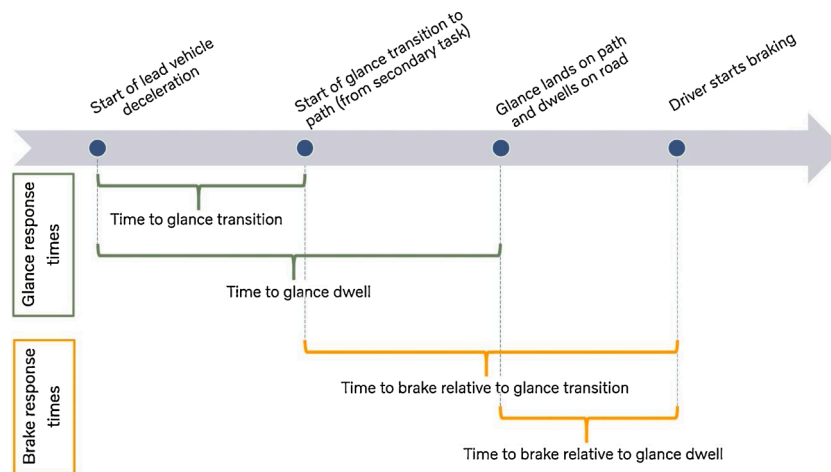 Start of lead vehicle
deceleration
Start of glance transition to
path (from secondary task)
Glance lands on path
and dwells on road
Driver starts braking
Glance response
times
Time to glance transition
Time to glance dwell
Brake response
times
Time to brake relative to glance transition
Time to brake relative to glance dwell